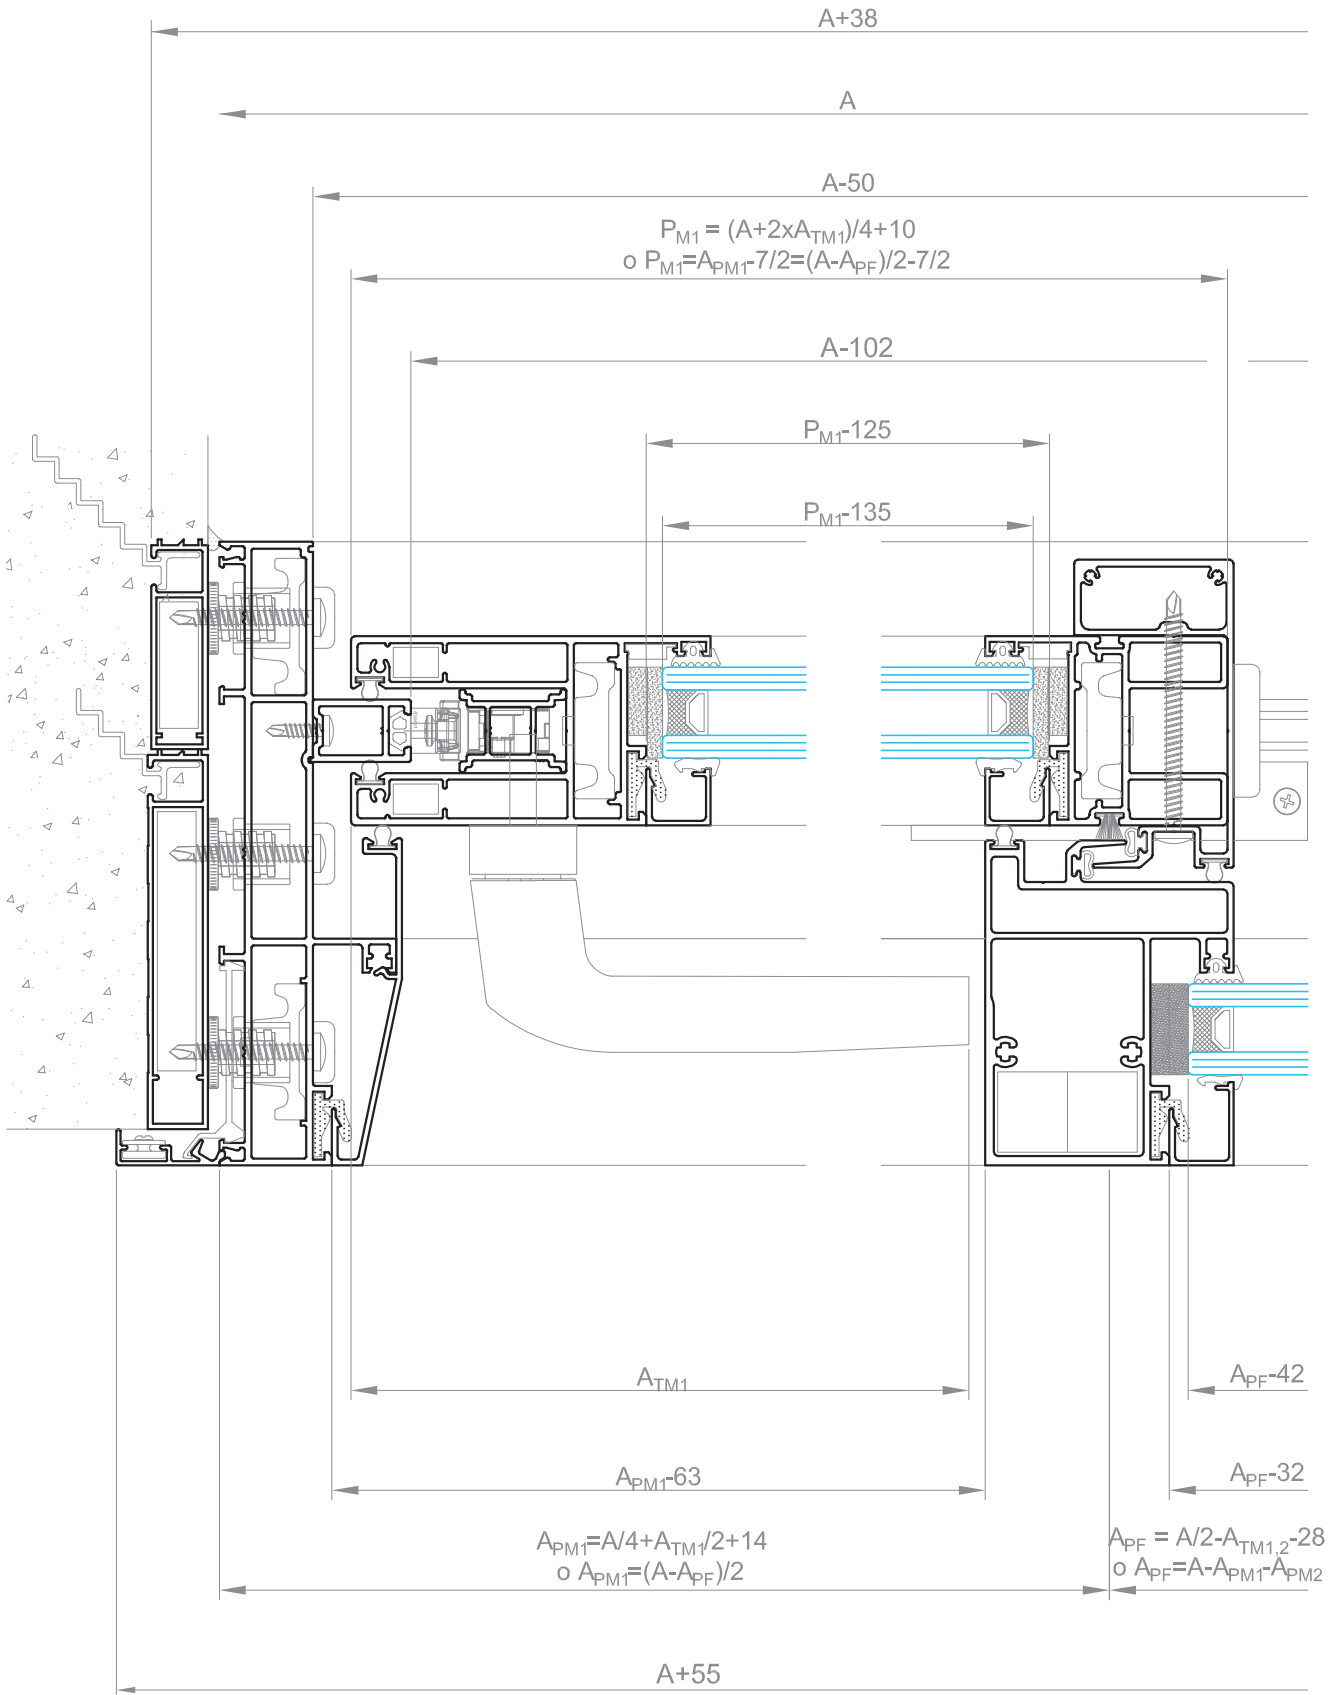 A+38
A
A-50
PM1 = (A+2xATM1)/4+10
o PM1=APM1-7/2=(A-APF)/2-7/2
A-102
PM1-125
PM1-135
ATM1
APF-42
APM1-63
APF-32
APM1=A/4+ATM1/2+14
o APM1=(A-APF)/2
APF = A/2-ATM1,2-28
o APF=A-APM1-APM2
A+55